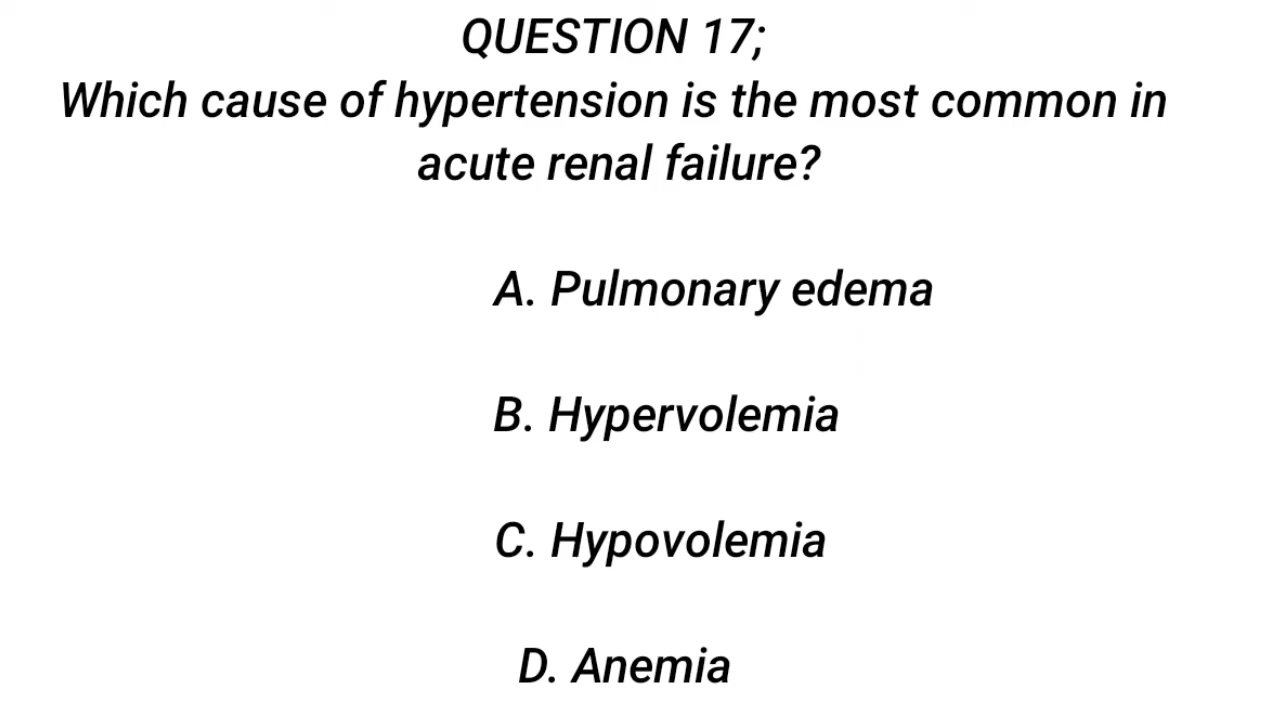 QUESTION 17;
Which cause of hypertension is the most common in
acute renal failure?
A. Pulmonary edema
B. Hypervolemia
C. Hypovolemia
D. Anemia